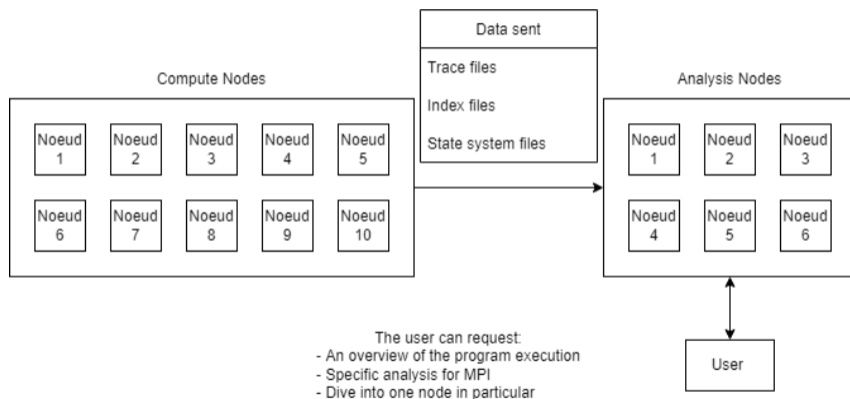 Data sent
Trace files
Index files
State system files
Compute Nodes
Noeud
1
Noeud
2
Noeud
3
Noeud
4
Noeud
5
Noeud
6
Noeud
7
Noeud
8
Noeud
9
Noeud
10
Analysis Nodes
Noeud
1
Noeud
2
Noeud
3
Noeud
4
Noeud
5
Noeud
6
User
The user can request:
- An overview of the program execution
- Specific analysis for MPI
- Dive into one node in particular